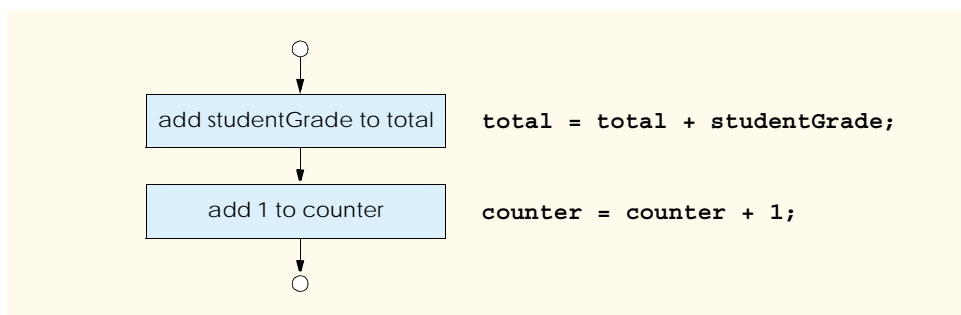 add studentGrade to total total = total + studentGrade;
add 1 to counter counter = counter + 1;